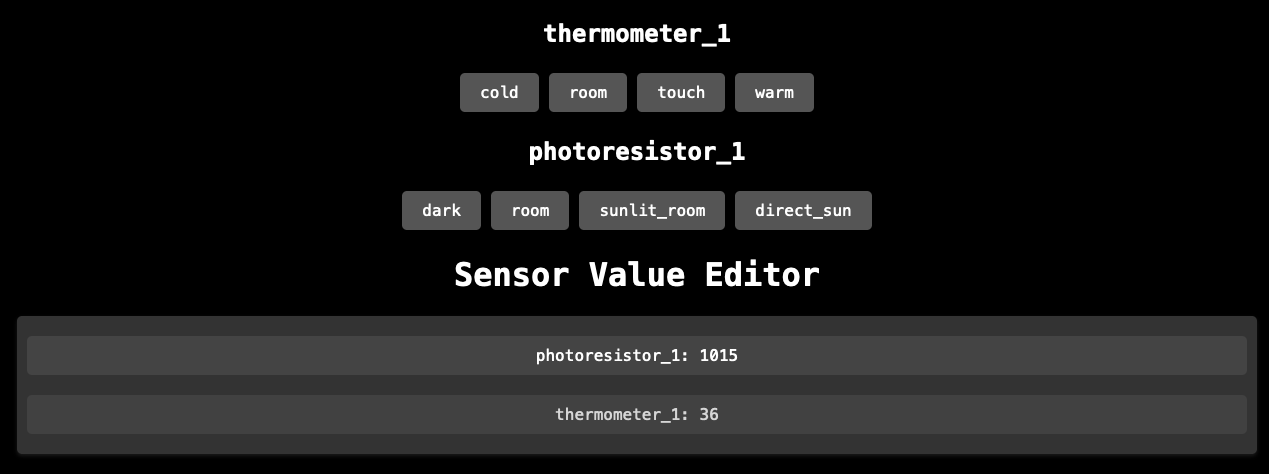 thermometer_1
cold room touch warm
photoresistor_1
dark room sunlit_room direct_sun
Sensor Value Editor
photoresistor_1: 1015
thermometer_1: 36